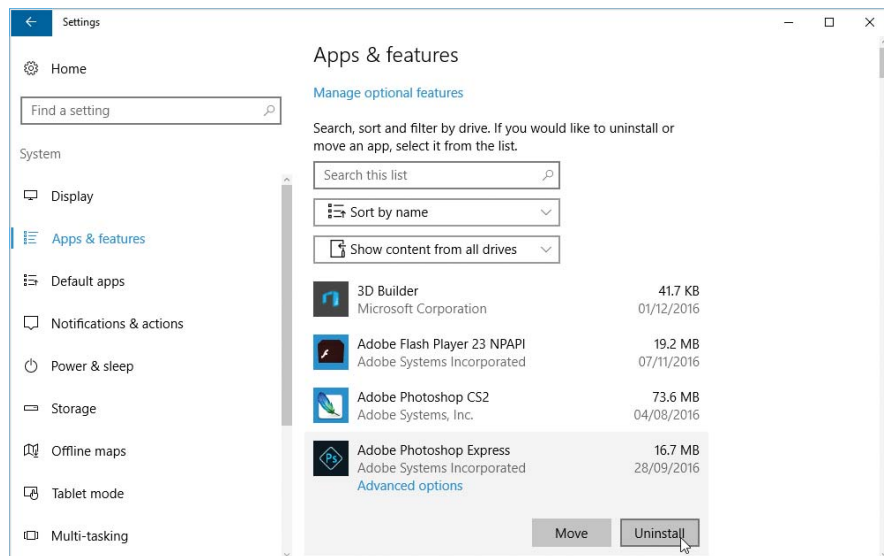 Settings
Home
Find a setting
System
Display
Apps & features
Default apps
Notifications & actions
Power & sleep
Storage
Offline maps
Tablet mode
Multi-tasking
Apps & features
Manage optional features
Search, sort and filter by drive. If you would like to uninstall or
move an app, select it from the list.
Search this list
Sort by name
Show content from all drives
3D Builder 41.7 KB
Microsoft Corporation 01/12/2016
Adobe Flash Player 23 NPAPI 19.2 MB
Adobe Systems Incorporated 07/11/2016
Adobe Photoshop CS2 73.6 MB
Adobe Systems, Inc. 04/08/2016
Ps Adobe Photoshop Express 16.7 MB
Adobe Systems Incorporated 28/09/2016
Advanced options
Move Uninstall